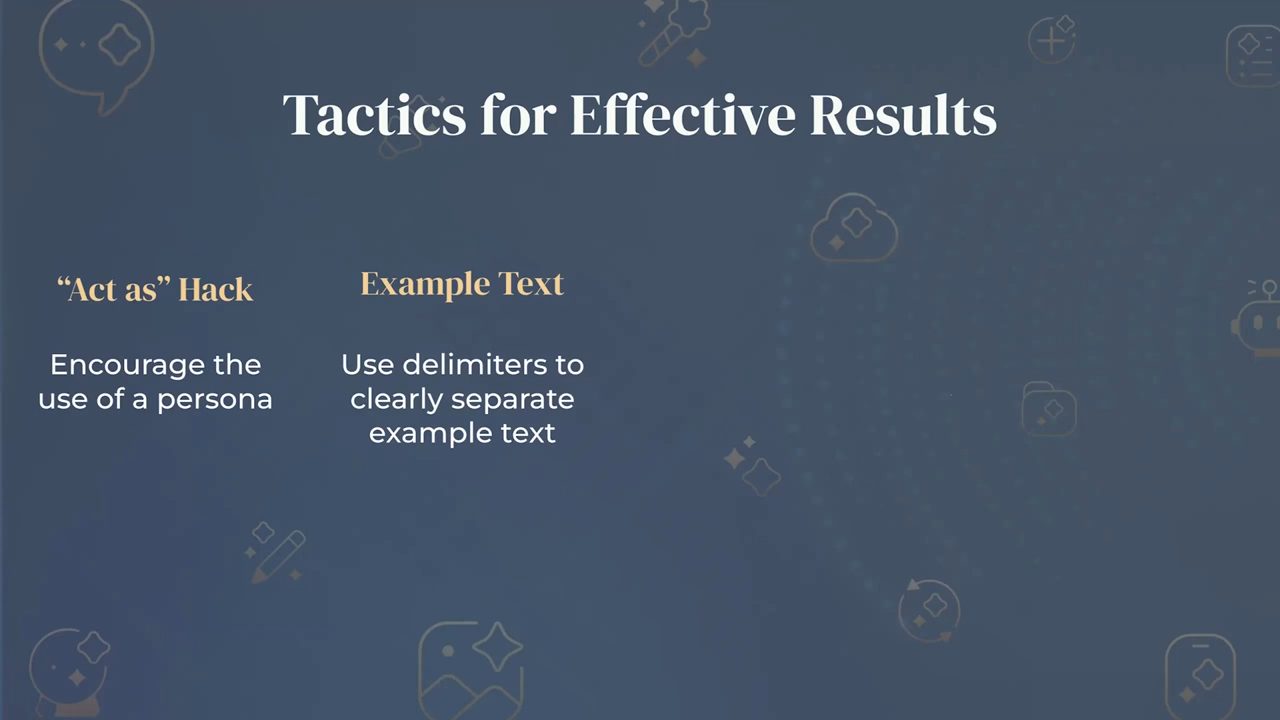 Tactics for Effective Results
“Act as” Hack
Encourage the
use of a persona
Example Text
Use delimiters to
clearly separate
example text